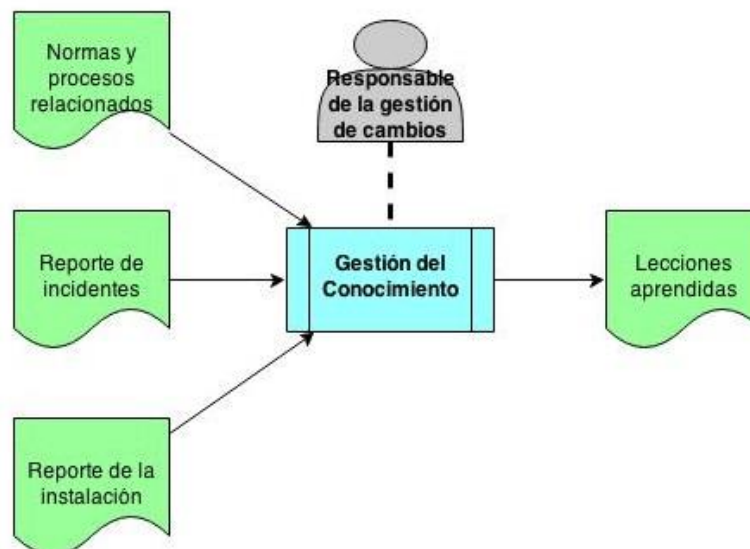 Normas y
procesos
relacionados
Responsable
de la gestión
de cambios
Reporte de
incidentes
Gestión del
Conocimiento
Lecciones
aprendidas
Reporte de la
instalación